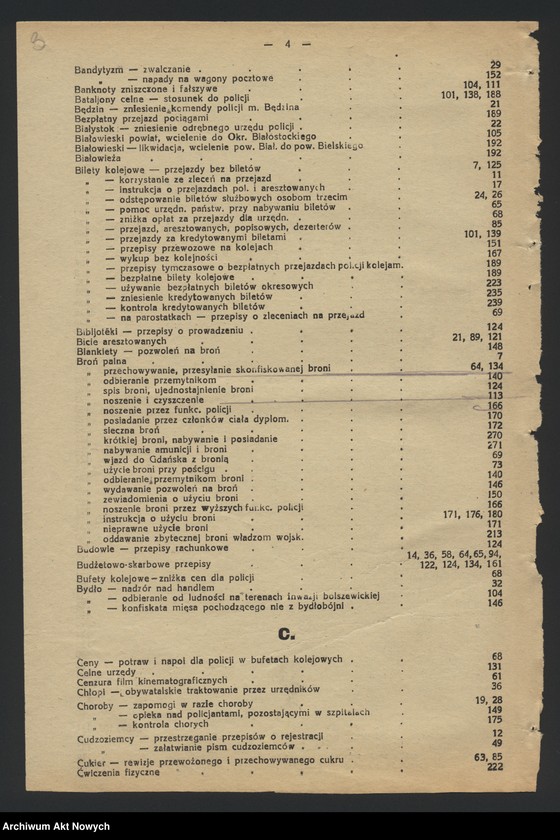 3
— 4 —
Bandytyzm — zwalczanie . 29
„ — napady na wagony pocztowe 152
Banknoty zniszczone i fałszywe 104, 111
Bataljony celne — stosunek do policji 101, 138, 188
Będzin — zniesienie komendy policji m. Będzina 21
Bezpłatny przejazd pociągami 189
Białystok — zniesienie odrębnego urzędu policji . 22
Białowieski powiat, wcielenie do Okr. Białostockiego 105
Białowieski — likwidacja, wcielenie pow. Biał. do pow. Bielskiego 192
Białowieża 192
Bilety kolejowe — przejazdy bez biletów 7, 125
„ — korzystanie ze zleceń na przejazd 11
„ — instrukcja o przejazdach pol. i aresztowanych 17
„ — odstępowanie biletów służbowych osobom trzecim 24, 26
„ — pomoc urzędn. państw. przy nabywaniu biletów 65
„ — zniżka opłat za przejazdy dla urzędn. 68
„ — przejazd, aresztowanych, popisowych, dezerterów 85
„ — przejazdy za kredytowanymi biletami 101, 139
„ — przepisy przewozowe na kolejach 151
„ — wykup bez kolejności 167
„ — przepisy tymczasowe o bezpłatnych przejazdach policji kolejam. 189
„ — bezpłatne bilety kolejowe 189
„ — używanie bezpłatnych biletów okresowych 223
„ — zniesienie kredytowanych biletów 235
„ — kontrola kredytowanych biletów 239
„ — na porostatkach — przepisy o zleceniach na przejazd 69
Bibljotéki — przepisy o prowadzeniu . 124
Bicie aresztowanych 21, 89, 121
Blankiety — pozwoleń na broń 148
Broń palna 7
„ przechowywanie, przesyłanie skonfiskowanej broni 64, 134
„ odbieranie przemytnikom 140
„ spis broni, ujednostajnienie broni 124
„ noszenie i czyszczenie 113
„ noszenie przez funkc. policji 166
„ posiadanie przez członków ciała dyplom. 170
„ sieczna broń 172
„ krótkiej broni, nabywanie i posiadanie 270
„ nabywanie amunicji i broni 271
„ wjazd do Gdańska z bronią 69
„ użycie broni przy pościgu . 73
„ odbieranie przemytnikom broni 140
„ wydawanie pozwoleń na broń 146
„ zawiadomienia o użyciu broni 150
„ noszenie broni przez wyższych funkc. policji 166
„ instrukcja o użyciu broni 171, 176, 180
„ nieprawne użycie broni 171
„ oddawanie zbytecznej broni władzom wojsk. 213
Budowle — przepisy rachunkowe 124
14, 36, 58, 64, 65, 94,
Budżetowo-skarbowe przepisy 122, 124, 134, 161
Bufety kolejowe — zniżka cen dla policji 68
Bydło — nadzór nad handlem 32
„ — odbieranie od ludności na terenach Inwazji bolszewickiej 104
„ — konfiskata mięsa pochodzącego nie z bydłobójni . 146
C.
Ceny — potraw i napoi dla policji w bufetach kolejowych . 68
Celne urzędy 131
Cenzura film kinematograficznych 61
Chłopi — obywatelskie traktowanie przez urzędników 36
Choroby — zapomogi w razie choroby 19, 28
„ — opieka nad policjantami, pozostającymi w szpitalach 149
„ — kontrola chorych 175
Cudzoziemcy — przestrzeganie przepisów o rejestracji 12
„ — załatwianie pism cudzoziemców . 49
Cukier — rewizje przewożonego i przechowywanego cukru . 63, 85
Ćwiczenia fizyczne 222
Archiwum Akt Nowych